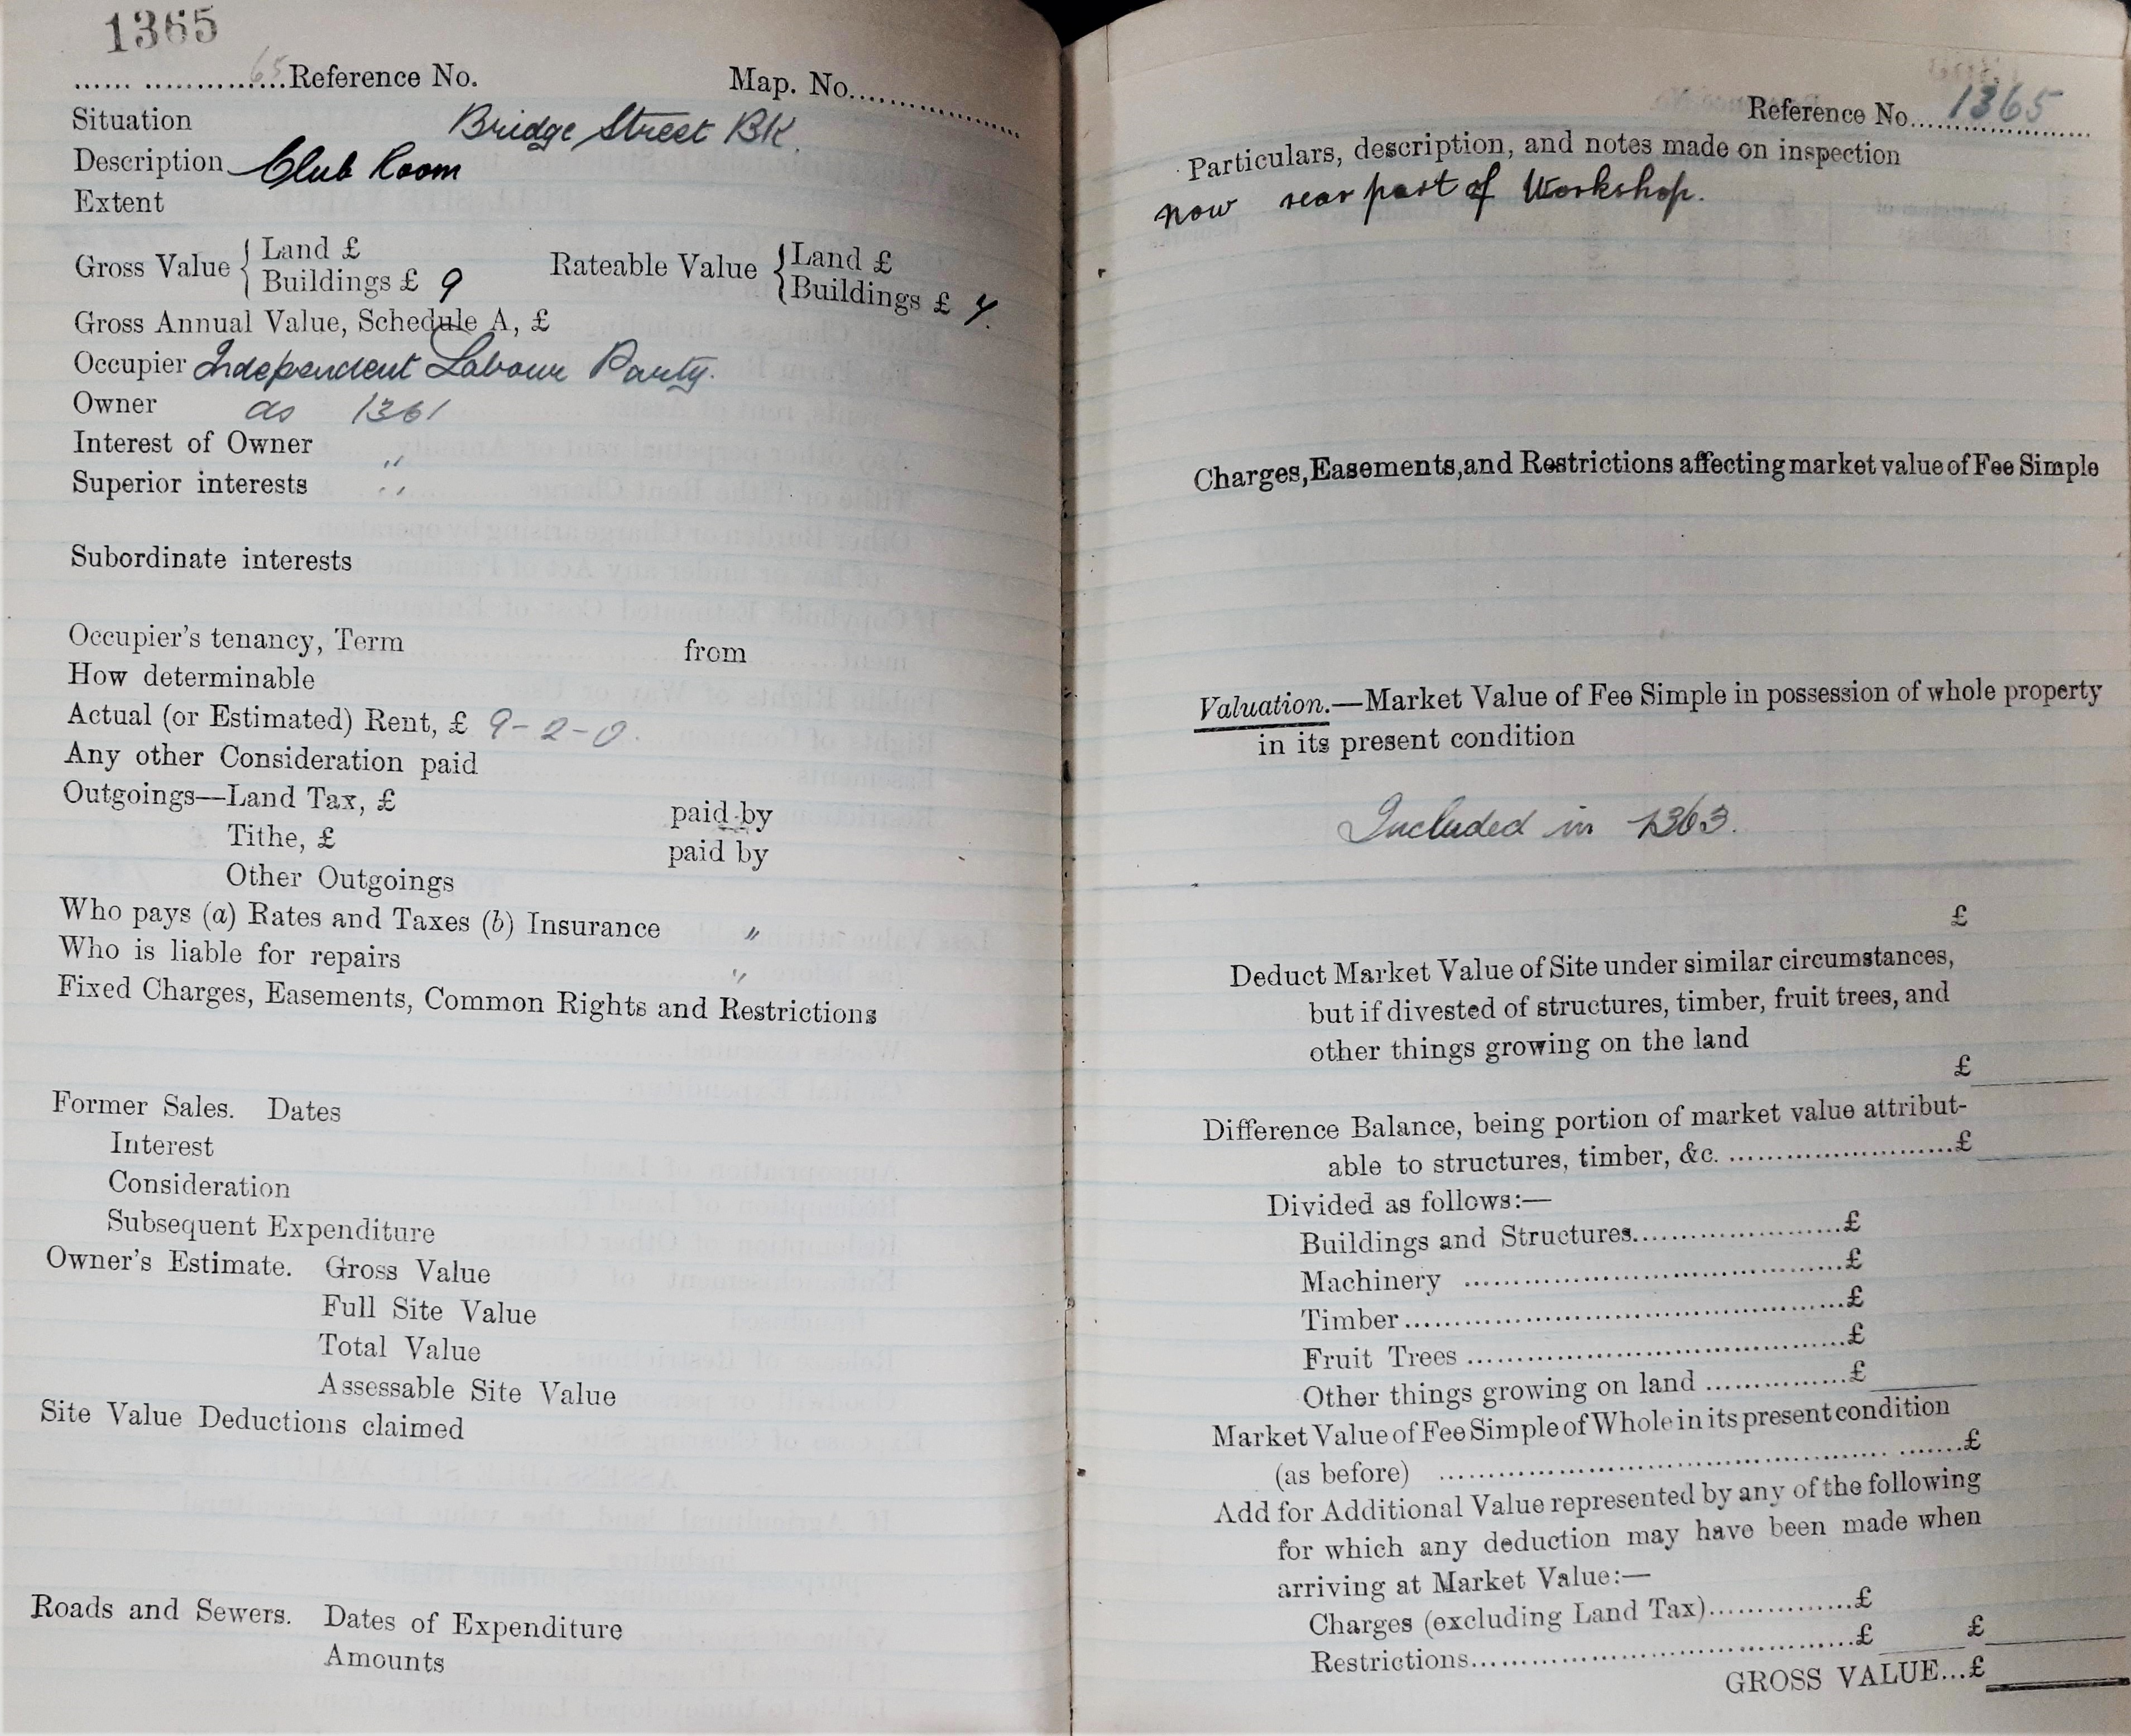 1365
...... ..............65...Reference No. Map. No..................
Situation Bridge Street BK.
Description Club Room
Extent
Gross Value { Land £ Rateable Value { Land £
Buildings £ 9 Buildings £
Gross Annual Value, Schedule A, £
Occupier Independent Labour Party.
Owner as 1361
Interest of Owner "
Superior interests "
Subordinate interests
Occupier's tenancy, Term from
How determinable
Actual (or Estimated) Rent, £ 9-2-0.
Any other Consideration paid
Outgoings—Land Tax, £ paid by
Tithe, £ paid by
Other Outgoings
Who pays (a) Rates and Taxes (b) Insurance "
Who is liable for repairs "
Fixed Charges, Easements, Common Rights and Restrictions
Former Sales. Dates
Interest
Consideration
Subsequent Expenditure
Owner's Estimate. Gross Value
Full Site Value
Total Value
Assessable Site Value
Site Value Deductions claimed
Roads and Sewers. Dates of Expenditure
Amounts
Reference No....1365
Particulars, description, and notes made on inspection
now rear part of Workshop.
Charges, Easements, and Restrictions affecting market value of Fee Simple
Valuation.—Market Value of Fee Simple in possession of whole property
in its present condition
Included in 1363.
£
Deduct Market Value of Site under similar circumstances,
but if divested of structures, timber, fruit trees, and
other things growing on the land
£
Difference Balance, being portion of market value attribut-
able to structures, timber, &c. ........................£
Divided as follows:—
Buildings and Structures......................£
Machinery ......................................£
Timber............................................£
Fruit Trees ......................................£
Other things growing on land ...............£
Market Value of Fee Simple of Whole in its present condition
(as before) ............................................ .......£
Add for Additional Value represented by any of the following
for which any deduction may have been made when
arriving at Market Value:—
Charges (excluding Land Tax)...............£
Restrictions......................................£ £
GROSS VALUE...£